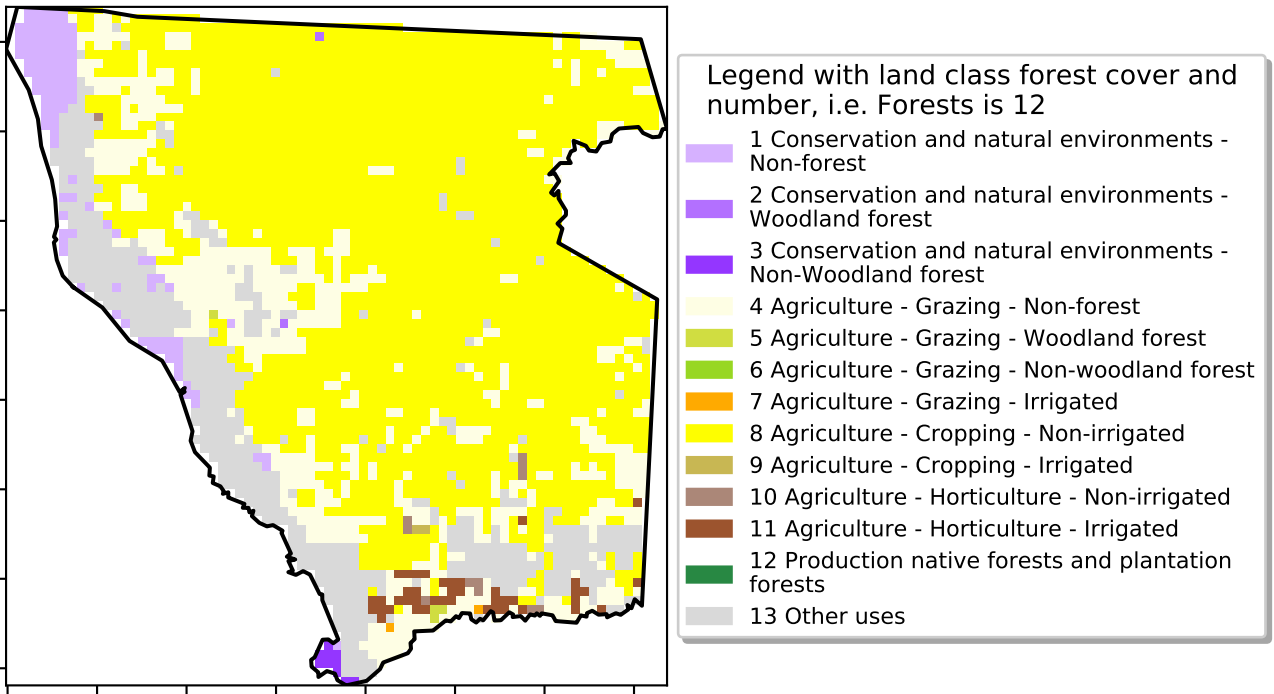 Legend with land class forest cover and
number, i.e. Forests is 12
1 Conservation and natural environments -
Non-forest
2 Conservation and natural environments -
Woodland forest
3 Conservation and natural environments -
Non-Woodland forest
4 Agriculture - Grazing - Non-forest
5 Agriculture - Grazing - Woodland forest
6 Agriculture - Grazing - Non-woodland forest
7 Agriculture - Grazing - Irrigated
8 Agriculture - Cropping - Non-irrigated
9 Agriculture - Cropping - Irrigated
10 Agriculture - Horticulture - Non-irrigated
11 Agriculture - Horticulture - Irrigated
12 Production native forests and plantation
forests
13 Other uses